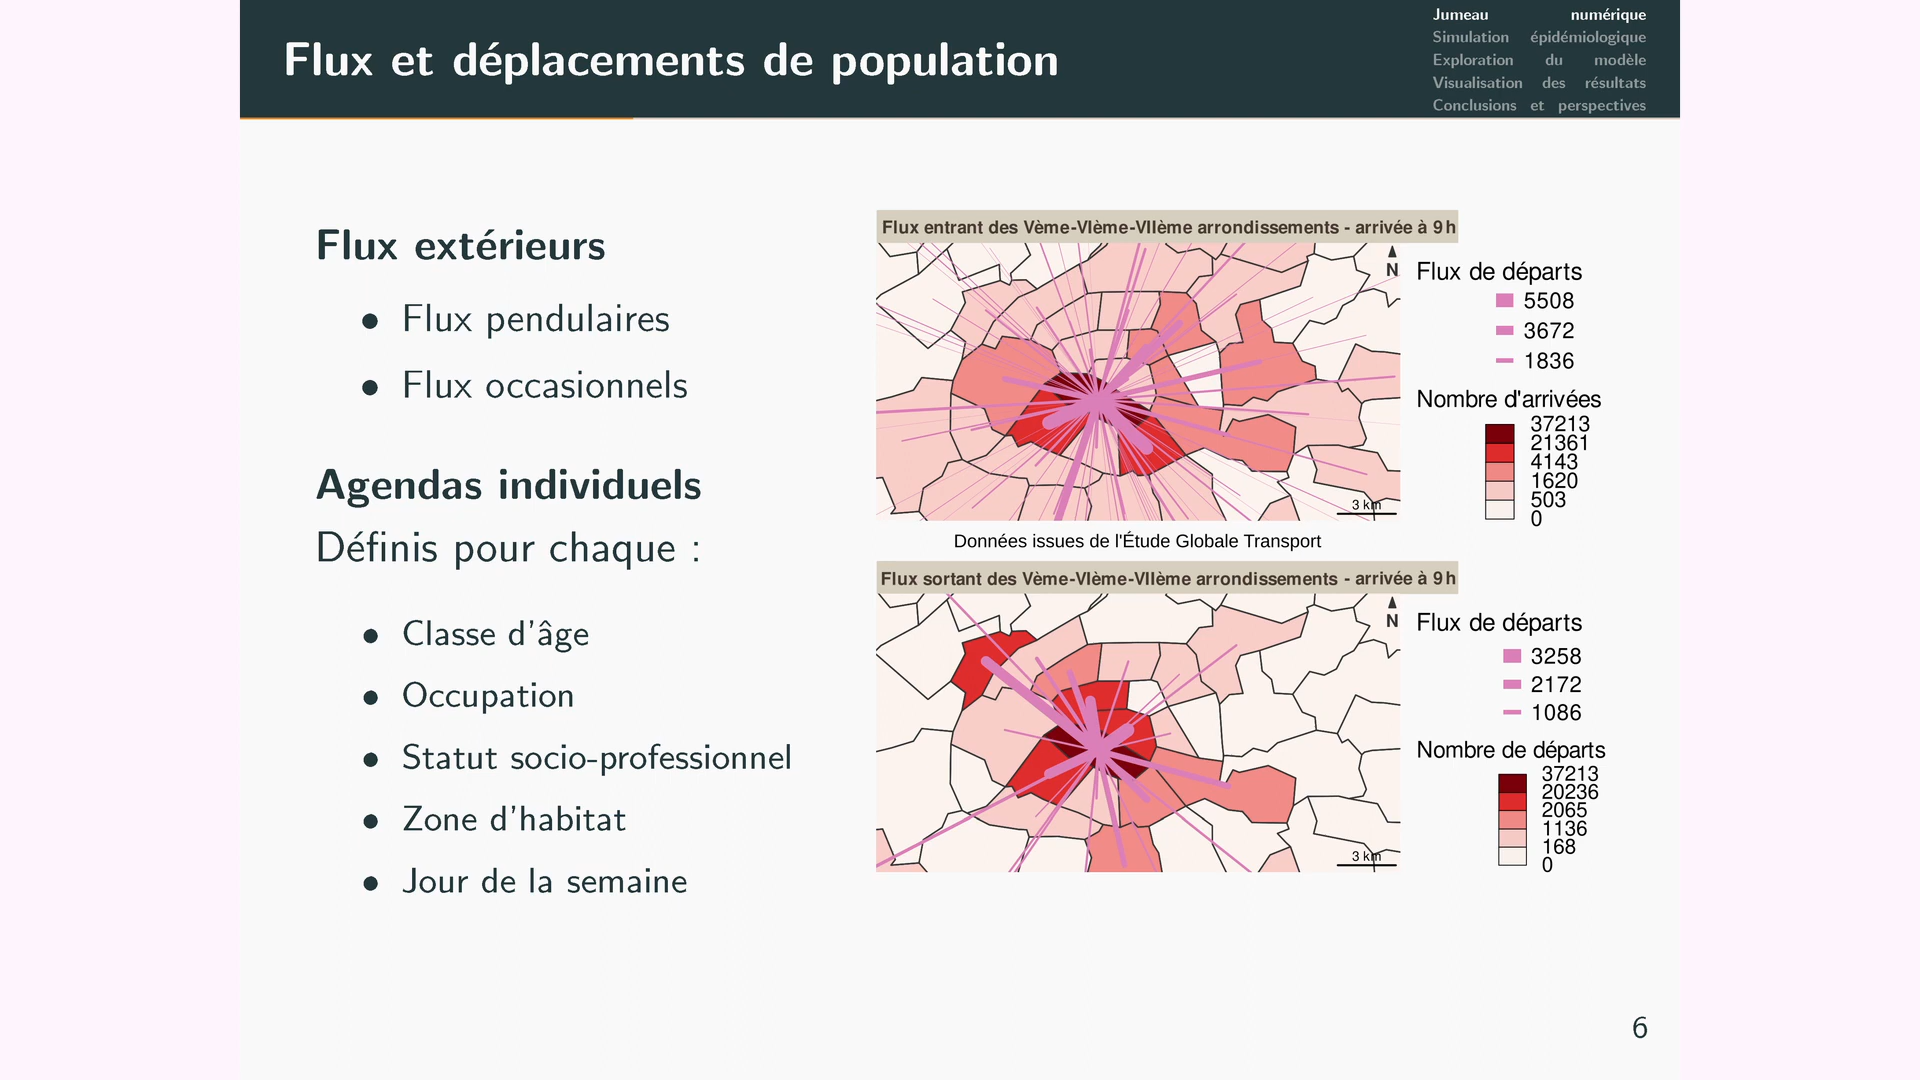 Flux et déplacements de population
Jumeau numérique
Simulation épidémiologique
Exploration du modèle
Visualisation des résultats
Conclusions et perspectives
Flux extérieurs
• Flux pendulaires
• Flux occasionnels
Agendas individuels
Définis pour chaque :
• Classe d'âge
• Occupation
• Statut socio-professionnel
• Zone d'habitat
• Jour de la semaine
Flux entrant des Vème-VIème-VIIème arrondissements - arrivée à 9h
N
3 km
Flux de départs
5508
3672
1836
Nombre d'arrivées
37213
21361
4143
1620
503
0
Données issues de l'Étude Globale Transport
Flux sortant des Vème-VIème-VIIème arrondissements - arrivée à 9h
N
3 km
Flux de départs
3258
2172
1086
Nombre de départs
37213
20236
2065
1136
168
0
6